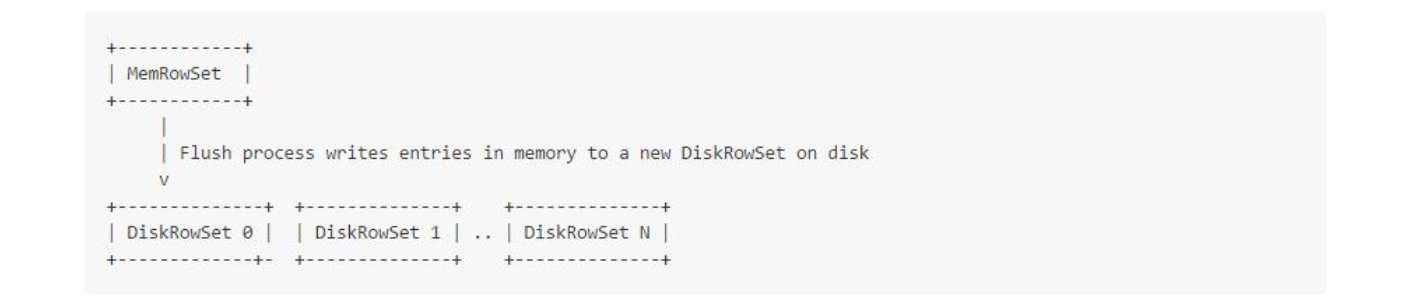 +------------+
| MemRowSet  |
+------------+
     |
     | Flush process writes entries in memory to a new DiskRowSet on disk
     v
+--------------+  +--------------+    +--------------+
| DiskRowSet 0 |  | DiskRowSet 1 | .. | DiskRowSet N |
+-------------+-  +--------------+    +--------------+